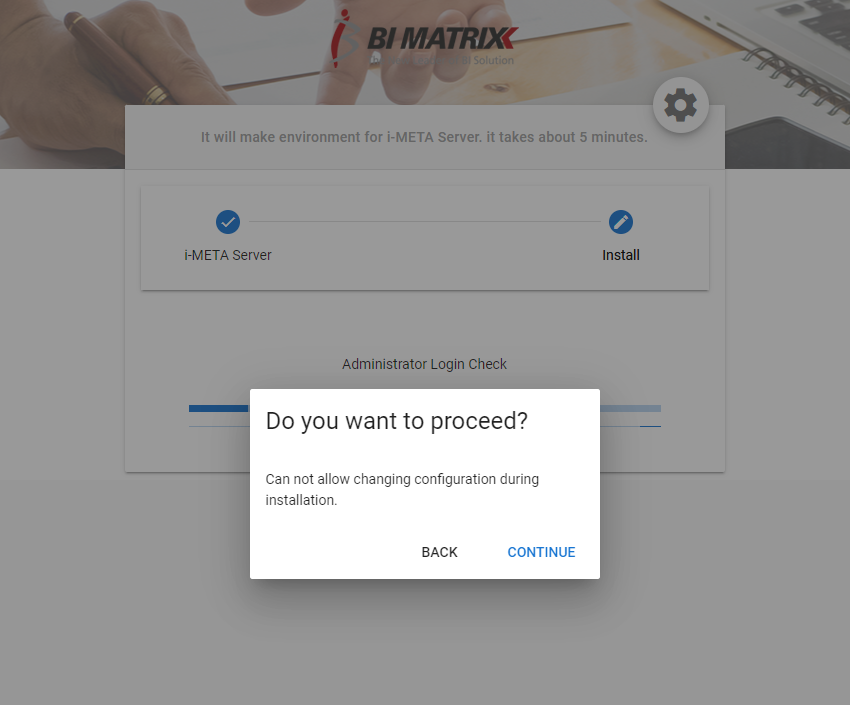 BI MATRIX
BI Solution
It will make environment for i-META Server. it takes about 5 minutes.
i-META Server
Install
Administrator Login Check
Do you want to proceed?
Can not allow changing configuration during
installation.
BACK
CONTINUE